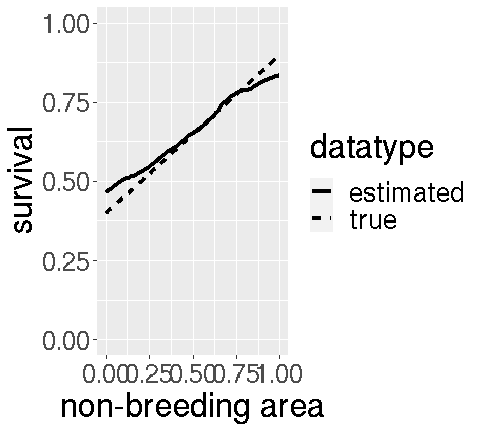 1.00
0.75
0.50
0.25
0.00
survival
0.00 0.25 0.50 0.75 1.00
non-breeding area
datatype
estimated
true